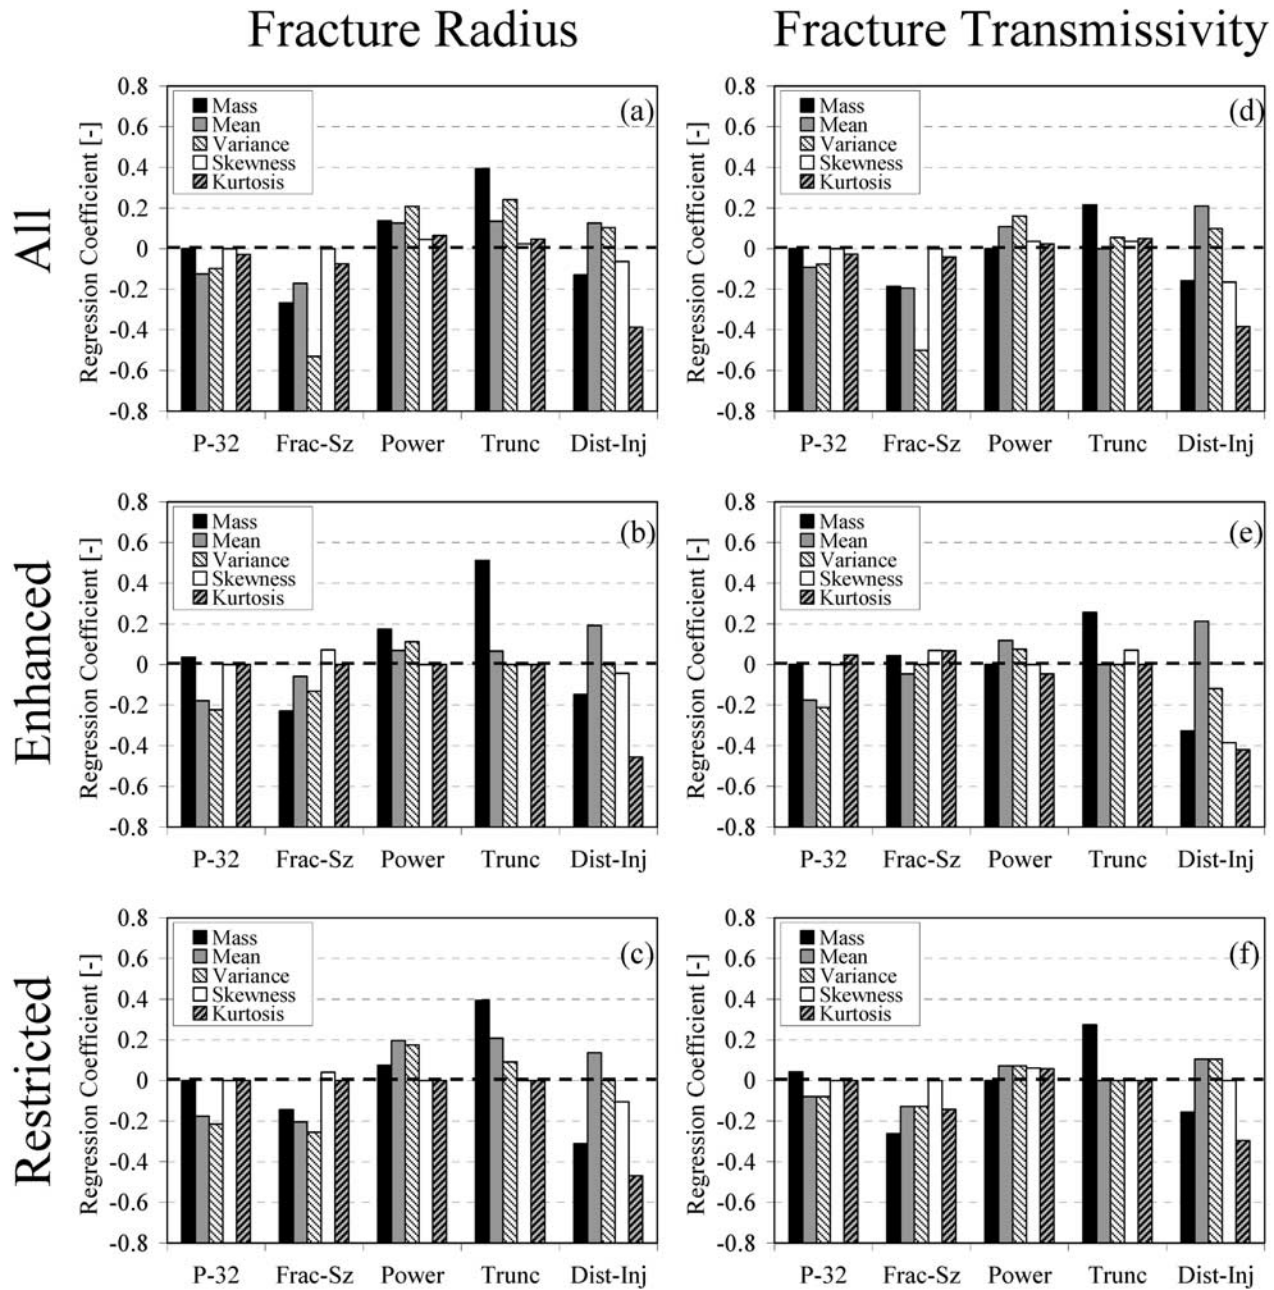 Fracture Radius
Fracture Transmissivity
All
Regression Coefficient [-]
0.8
0.6
0.4
0.2
0
-0.2
-0.4
-0.6
-0.8
Mass
Mean
Variance
Skewness
Kurtosis
(a)
P-32 Frac-Sz Power Trunc Dist-Inj
Regression Coefficient [-]
0.8
0.6
0.4
0.2
0
-0.2
-0.4
-0.6
-0.8
Mass
Mean
Variance
Skewness
Kurtosis
(d)
P-32 Frac-Sz Power Trunc Dist-Inj
Enhanced
Regression Coefficient [-]
0.8
0.6
0.4
0.2
0
-0.2
-0.4
-0.6
-0.8
Mass
Mean
Variance
Skewness
Kurtosis
(b)
P-32 Frac-Sz Power Trunc Dist-Inj
Regression Coefficient [-]
0.8
0.6
0.4
0.2
0
-0.2
-0.4
-0.6
-0.8
Mass
Mean
Variance
Skewness
Kurtosis
(e)
P-32 Frac-Sz Power Trunc Dist-Inj
Restricted
Regression Coefficient [-]
0.8
0.6
0.4
0.2
0
-0.2
-0.4
-0.6
-0.8
Mass
Mean
Variance
Skewness
Kurtosis
(c)
P-32 Frac-Sz Power Trunc Dist-Inj
Regression Coefficient [-]
0.8
0.6
0.4
0.2
0
-0.2
-0.4
-0.6
-0.8
Mass
Mean
Variance
Skewness
Kurtosis
(f)
P-32 Frac-Sz Power Trunc Dist-Inj